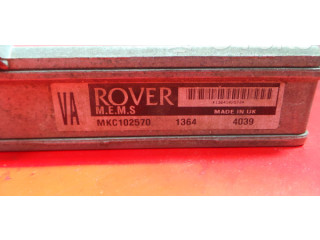 VA
ROVER
M.E.M.S
MADE IN UK
MKC102570 1364 4039